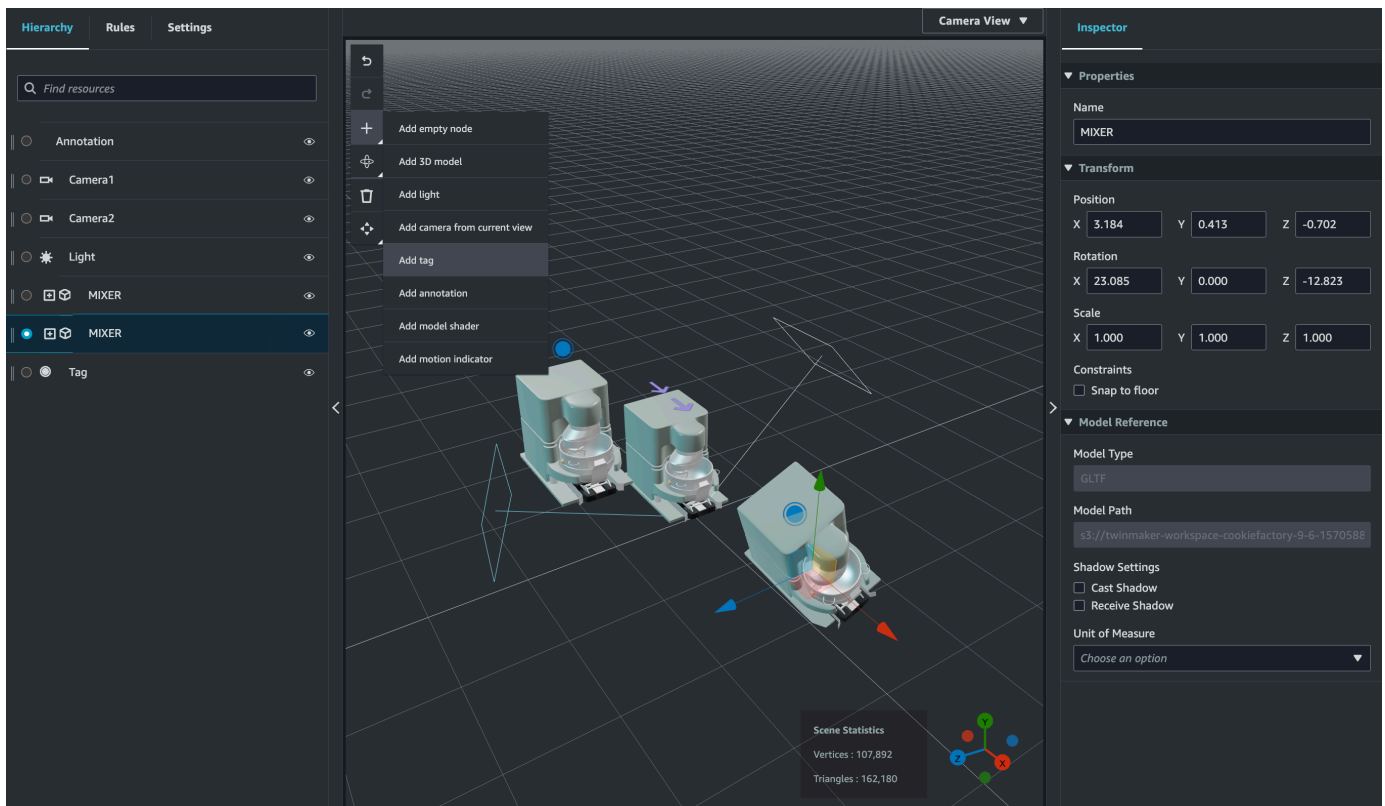 Hierarchy Rules Settings
Find resources
Annotation
Camera1
Camera2
Light
MIXER
MIXER
Tag
Camera View
Add empty node
Add 3D model
Add light
Add camera from current view
Add tag
Add annotation
Add model shader
Add motion indicator
Scene Statistics
Vertices : 107,892
Triangles : 162,180
Y
Z
X
Inspector
Properties
Name
MIXER
Transform
Position
X 3.184 Y 0.413 Z -0.702
Rotation
X 23.085 Y 0.000 Z -12.823
Scale
X 1.000 Y 1.000 Z 1.000
Constraints
Snap to floor
Model Reference
Model Type
GLTF
Model Path
s3://twinmaker-workspace-cookiefactory-9-6-1570588
Shadow Settings
Cast Shadow
Receive Shadow
Unit of Measure
Choose an option